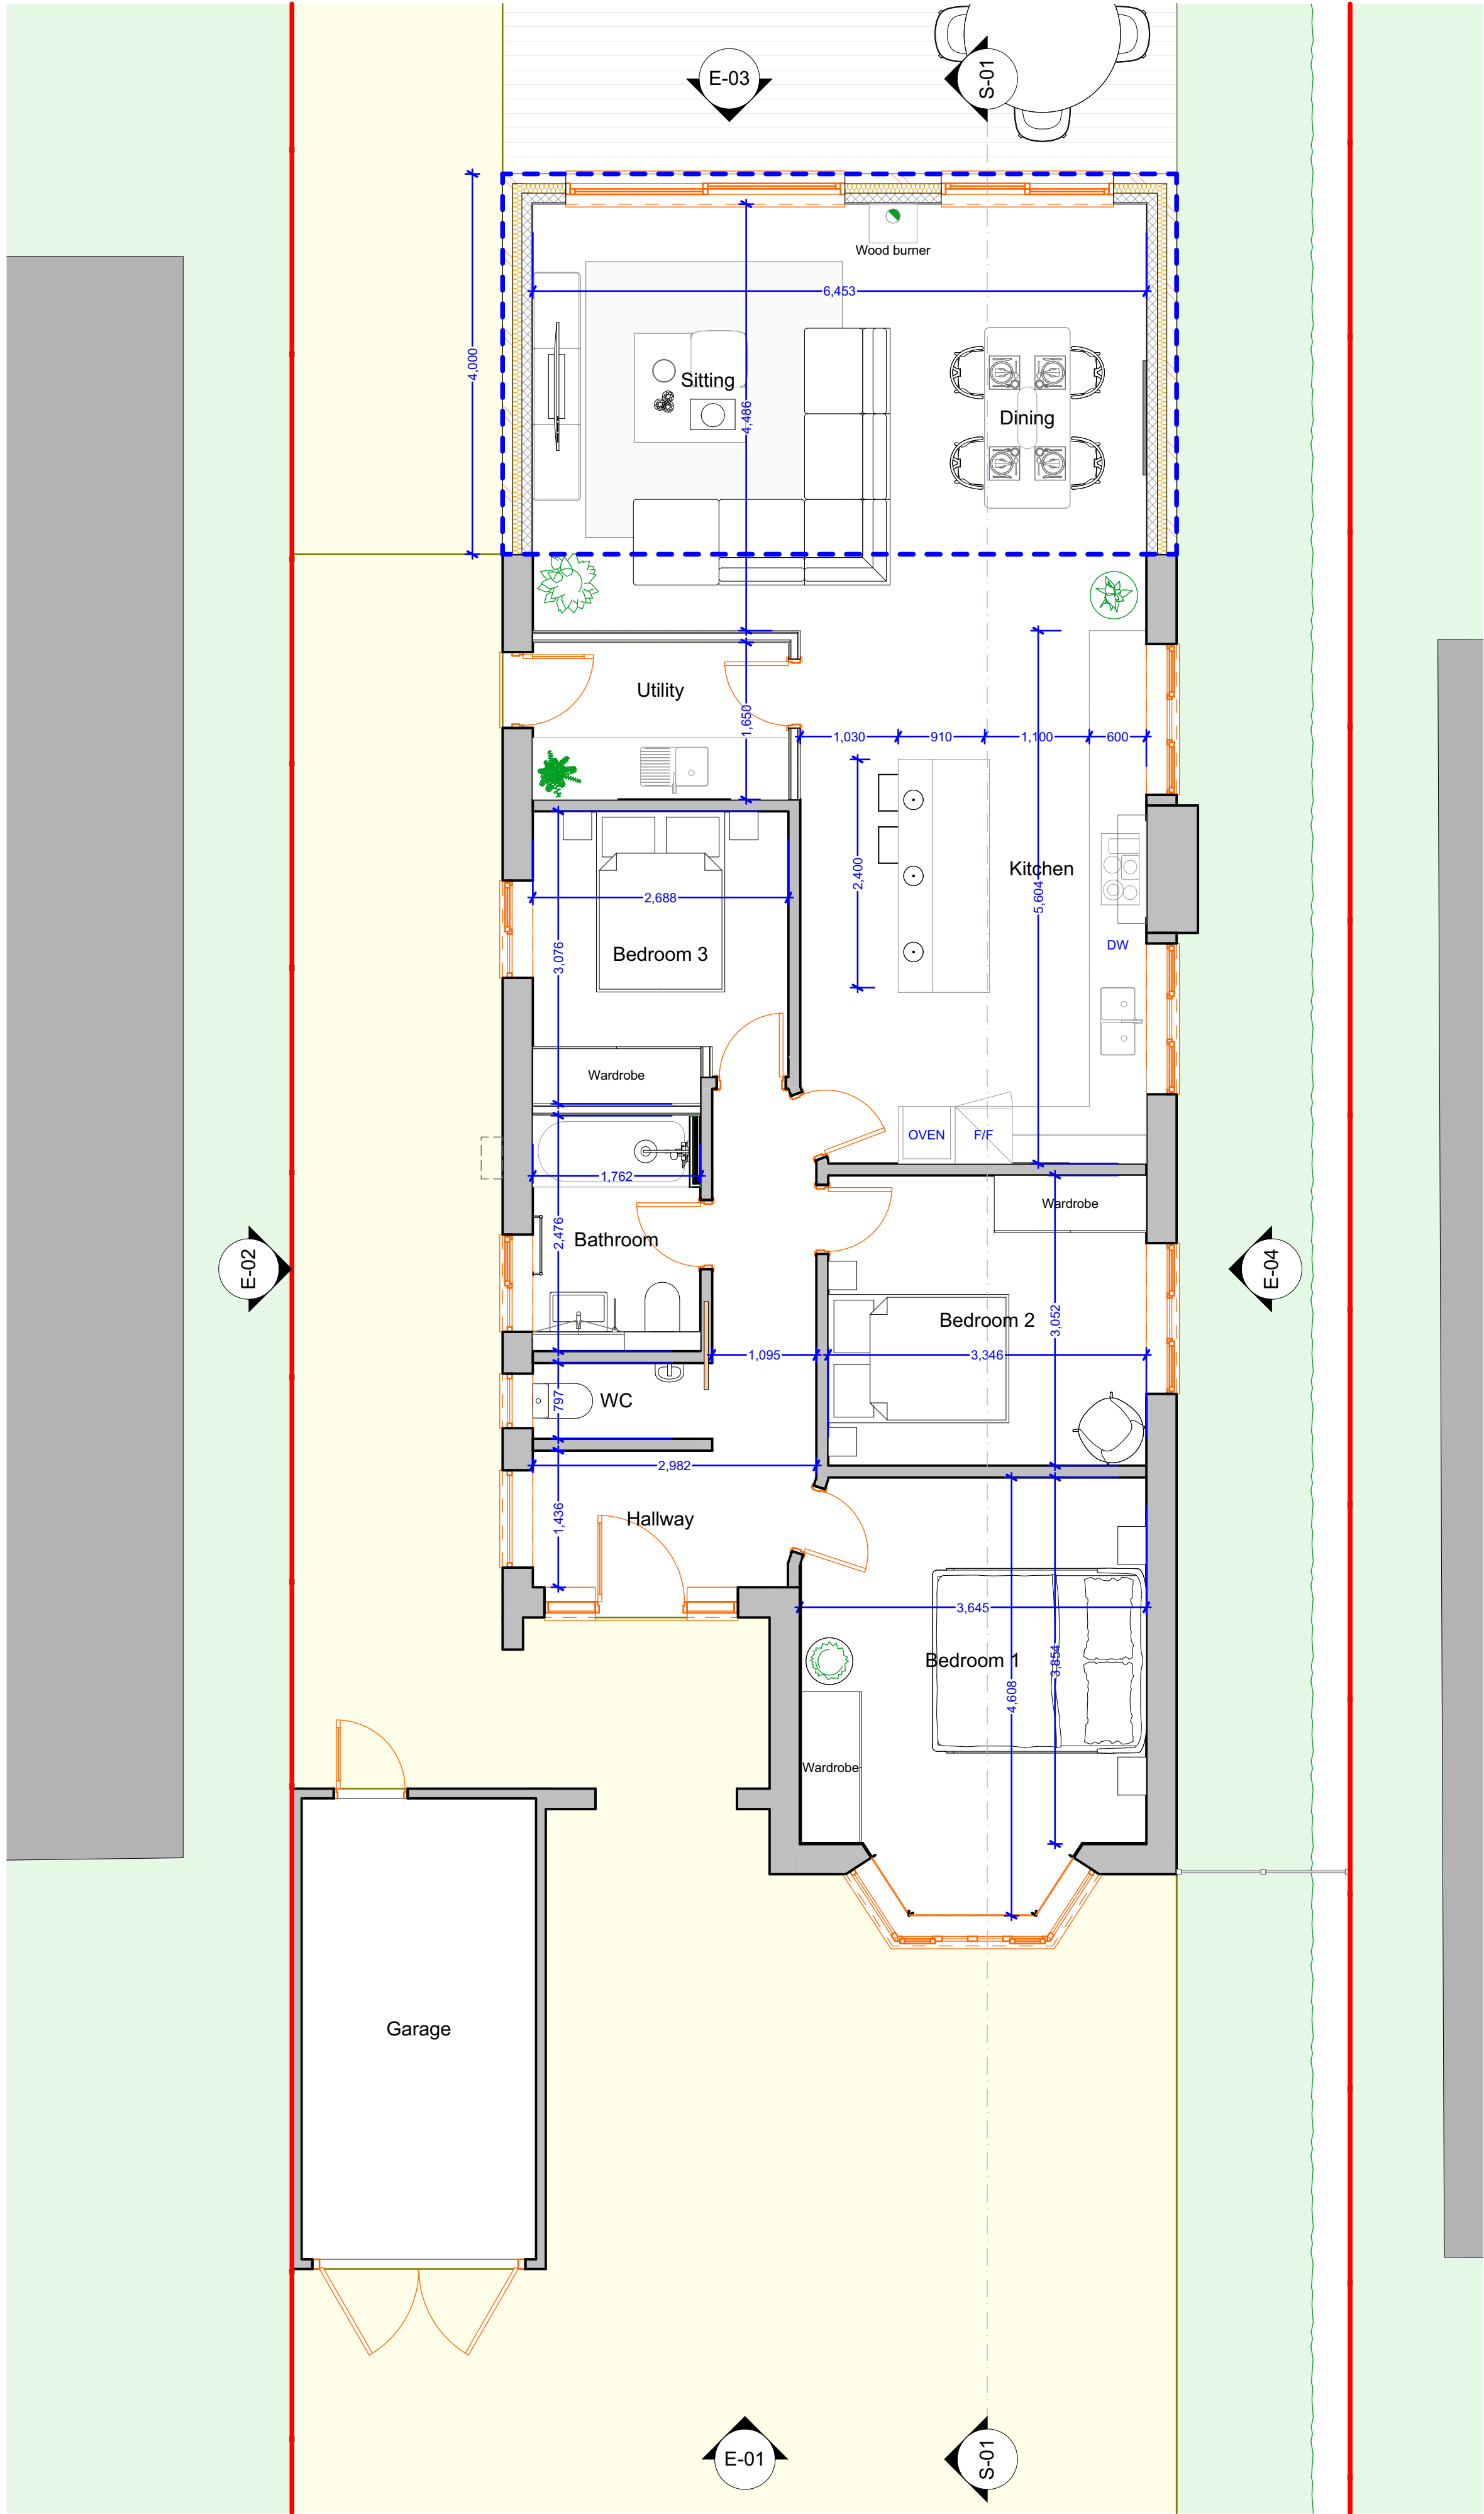 E-03
S-01
Wood burner
6,453
4,000
Sitting
4,486
Dining
Utility
1,650
1,030
910
1,100
600
2,400
Kitchen
5,604
2,688
DW
Bedroom 3
3,076
Wardrobe
OVEN
F/F
1,762
Wardrobe
2,476
Bathroom
E-02
E-04
Bedroom 2
3,052
1,095
3,346
797
WC
2,982
1,436
Hallway
3,645
Bedroom 1
3,854
4,608
Wardrobe
Garage
E-01
S-01